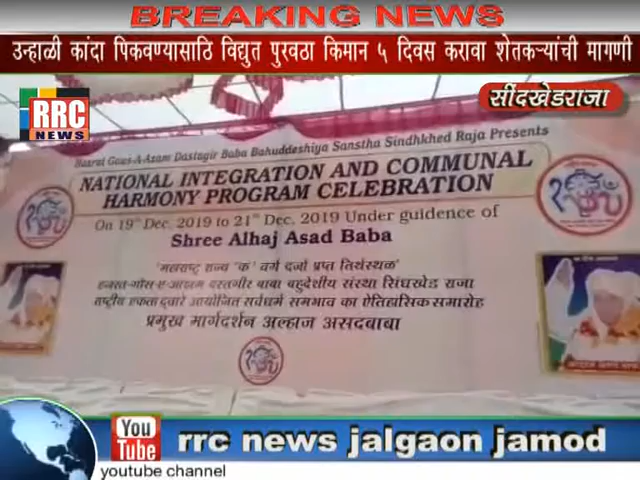 BREAKING NEWS
उन्हाळी कांदा पिकवण्यासाठि विद्युत पुरवठा किमान ५ दिवस करावा शेतकऱ्यांची मागणी
RRC
NEWS
सींदखेडराजा
Hazrat Gous-A-Azam Dastagir Baba Bahuddeshiya Sanstha Sindhkhed Raja Presents
NATIONAL INTEGRATION AND COMMUNAL
HARMONY PROGRAM CELEBRATION
On 19th Dec. 2019 to 21st Dec. 2019 Under guidence of
Shree Alhaj Asad Baba
'महाराष्ट्र राज्य 'क' वर्ग दर्जा प्रप्त तिर्थस्थळ'
हजरत-गौस-ए-आझम दस्तगीर बाबा बहुदेशीय संस्था सिंधखेड राजा
राष्ट्रीय एकता द्वारे आयोजित सर्वधर्म समभाव का ऐतिहासिक समारोह
प्रमुख मार्गदर्शन अल्हाज असदबाबा
You
Tube
rrc news jalgaon jamod
youtube channel